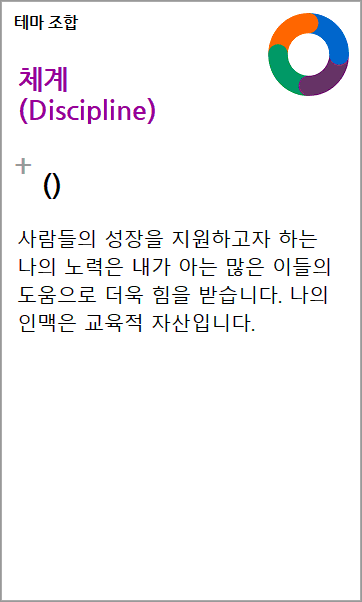 테마 조합
체계
(Discipline)
+
()
사람들의 성장을 지원하고자 하는
나의 노력은 내가 아는 많은 이들의
도움으로 더욱 힘을 받습니다. 나의
인맥은 교육적 자산입니다.